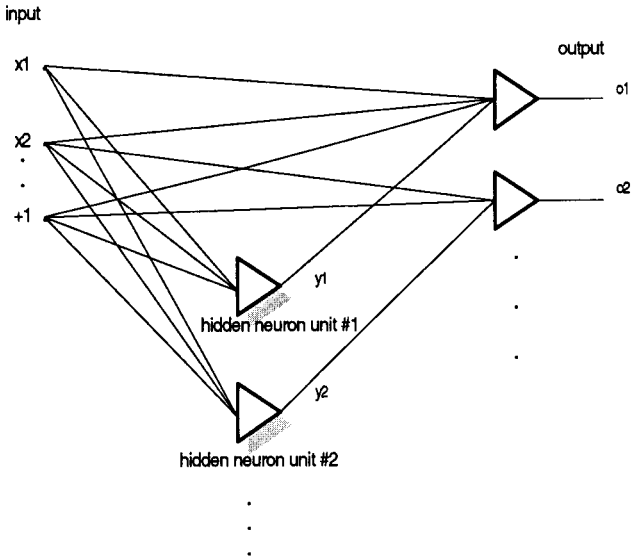 input
output
x1
o1
x2
+1
o2
y1
hidden neuron unit #1
y2
hidden neuron unit #2